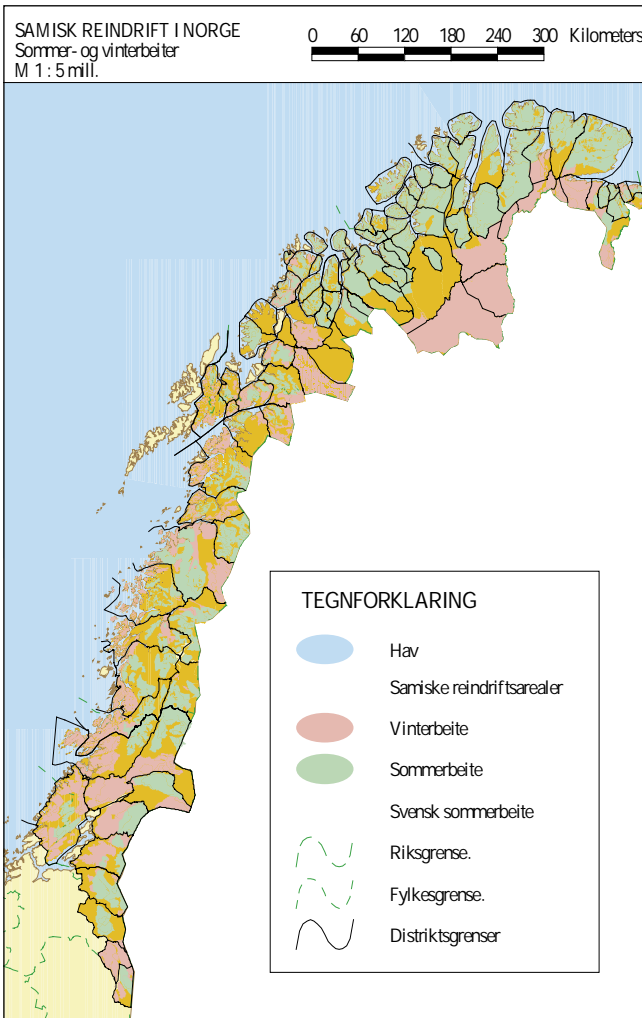 SAMISK REINDRIFT I NORGE
Sommer- og vinterbeiter
M 1 : 5 mill.
0 60 120 180 240 300 Kilometers
TEGNFORKLARING
Hav
Samiske reindriftsarealer
Vinterbeite
Sommerbeite
Svensk sommerbeite
Riksgrense.
Fylkesgrense.
Distriktsgrenser